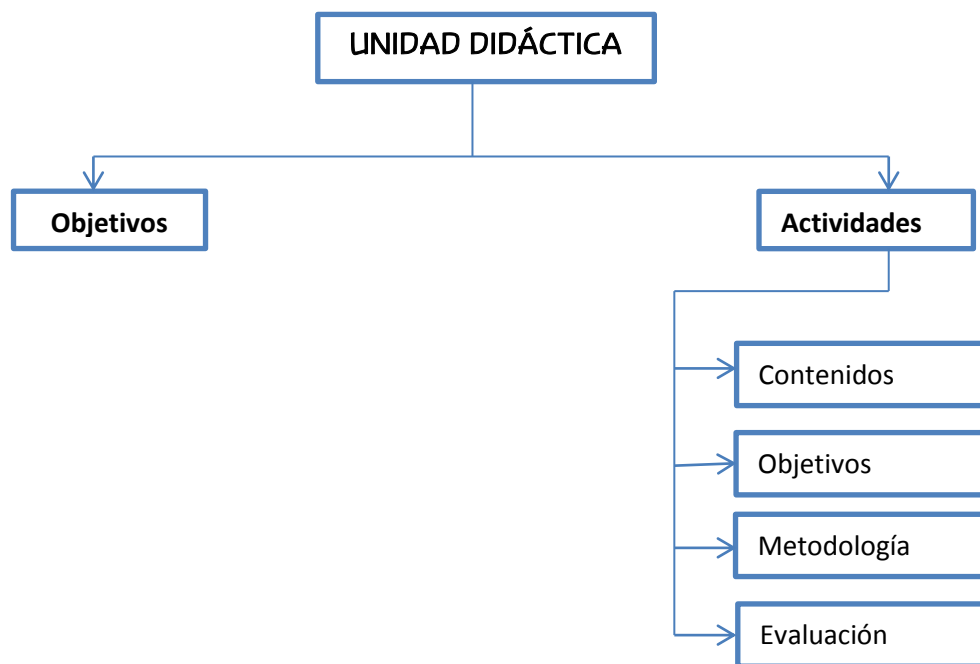 UNIDAD DIDÁCTICA
Objetivos
Actividades
Contenidos
Objetivos
Metodología
Evaluación